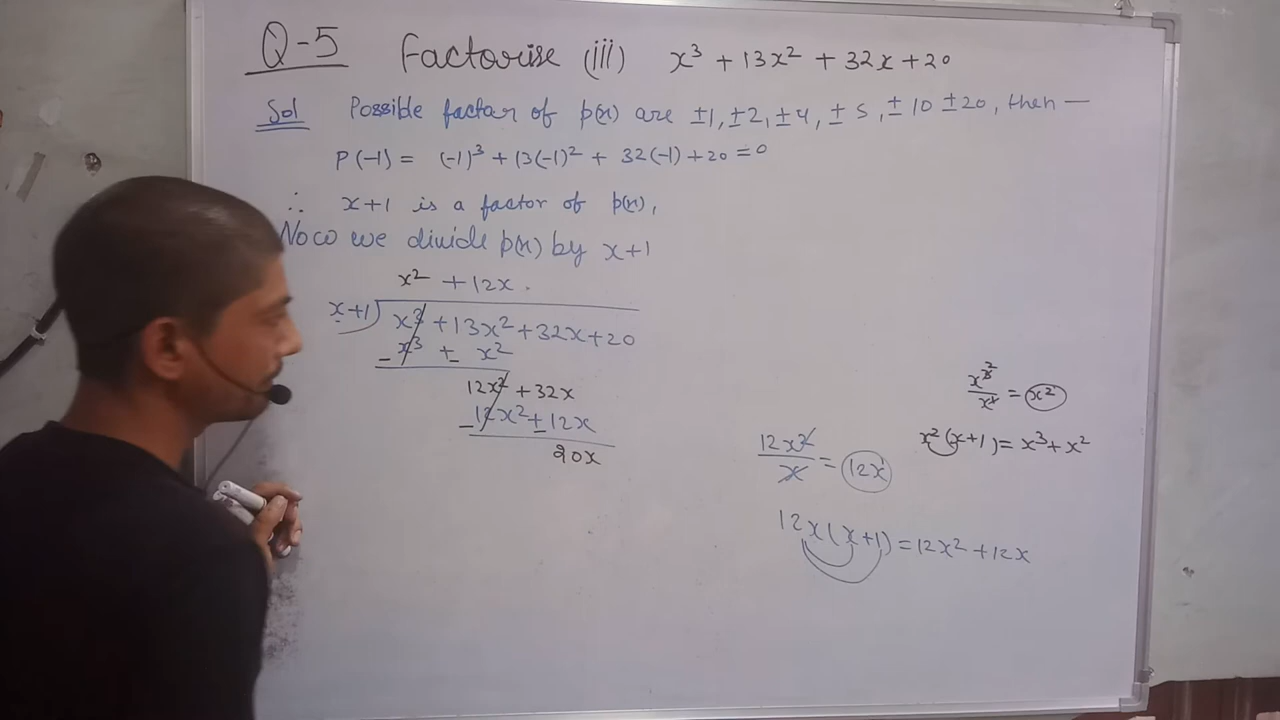 Q-5 Factorise (iii) x³ + 13x² + 32x + 20
Sol Possible factor of p(x) are ±1, ±2, ±4, ±5, ±10 ±20, then —
P(-1) = (-1)³ + 13(-1)² + 32(-1) + 20 = 0
∴ x+1 is a factor of p(x),
Now we divide p(x) by x+1
x² + 12x
x+1) x³ + 13x² + 32x + 20
- x³ +- x²
12x² + 32x
- 12x² +- 12x
20x
x³/x = x²
x²(x+1) = x³ + x²
12x²/x = 12x
12x(x+1) = 12x² + 12x